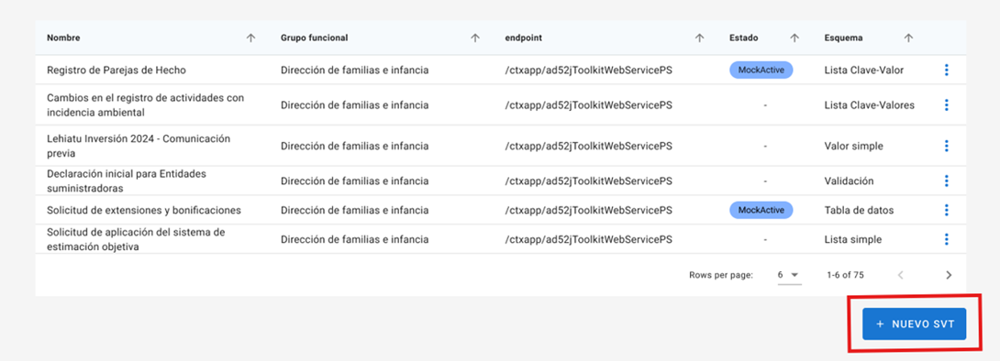 Nombre Grupo funcional endpoint Estado Esquema
Registro de Parejas de Hecho Dirección de familias e infancia /ctxapp/ad52jToolkitWebServicePS MockActive Lista Clave-Valor
Cambios en el registro de actividades con
incidencia ambiental Dirección de familias e infancia /ctxapp/ad52jToolkitWebServicePS - Lista Clave-Valores
Lehiatu Inversión 2024 - Comunicación
previa Dirección de familias e infancia /ctxapp/ad52jToolkitWebServicePS - Valor simple
Declaración inicial para Entidades
suministradoras Dirección de familias e infancia /ctxapp/ad52jToolkitWebServicePS - Validación
Solicitud de extensiones y bonificaciones Dirección de familias e infancia /ctxapp/ad52jToolkitWebServicePS MockActive Tabla de datos
Solicitud de aplicación del sistema de
estimación objetiva Dirección de familias e infancia /ctxapp/ad52jToolkitWebServicePS - Lista simple
Rows per page: 6 1-6 of 75
+ NUEVO SVT